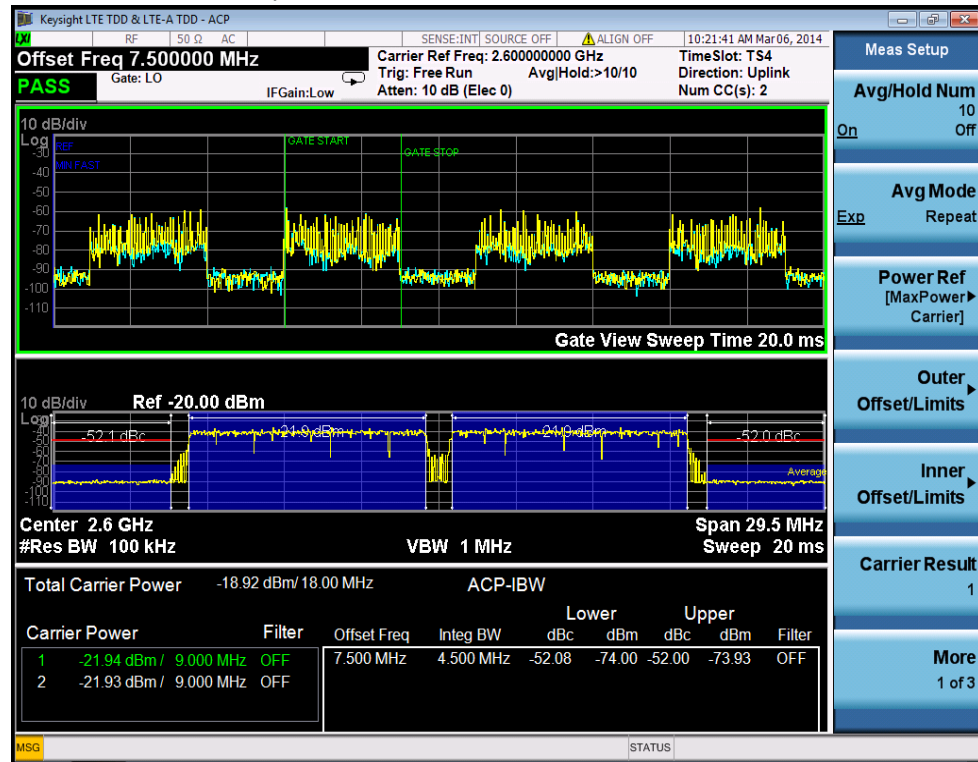 Keysight LTE TDD & LTE-A TDD - ACP
LXI RF 50 Ω AC SENSE:INT SOURCE OFF ALIGN OFF 10:21:41 AM Mar 06, 2014
Offset Freq 7.500000 MHz
Carrier Ref Freq: 2.600000000 GHz TimeSlot: TS4
Gate: LO Trig: Free Run Avg|Hold:>10/10 Direction: Uplink
PASS IFGain:Low Atten: 10 dB (Elec 0) Num CC(s): 2
10 dB/div
Log
REF
GATE START
GATE STOP
MIN FAST
-30
-40
-50
-60
-70
-80
-90
-100
-110
Gate View Sweep Time 20.0 ms
10 dB/div Ref -20.00 dBm
Log
-52.1 dBc -21.9 dBm -21.9 dBm -52.0 dBc
Average
Center 2.6 GHz Span 29.5 MHz
#Res BW 100 kHz VBW 1 MHz Sweep 20 ms
Total Carrier Power -18.92 dBm/ 18.00 MHz ACP-IBW
Lower Upper
Carrier Power Filter Offset Freq Integ BW dBc dBm dBc dBm Filter
1 -21.94 dBm / 9.000 MHz OFF 7.500 MHz 4.500 MHz -52.08 -74.00 -52.00 -73.93 OFF
2 -21.93 dBm / 9.000 MHz OFF
MSG STATUS
Meas Setup
Avg/Hold Num
10
On Off
Avg Mode
Exp Repeat
Power Ref
[MaxPower
Carrier]
Outer
Offset/Limits
Inner
Offset/Limits
Carrier Result
1
More
1 of 3